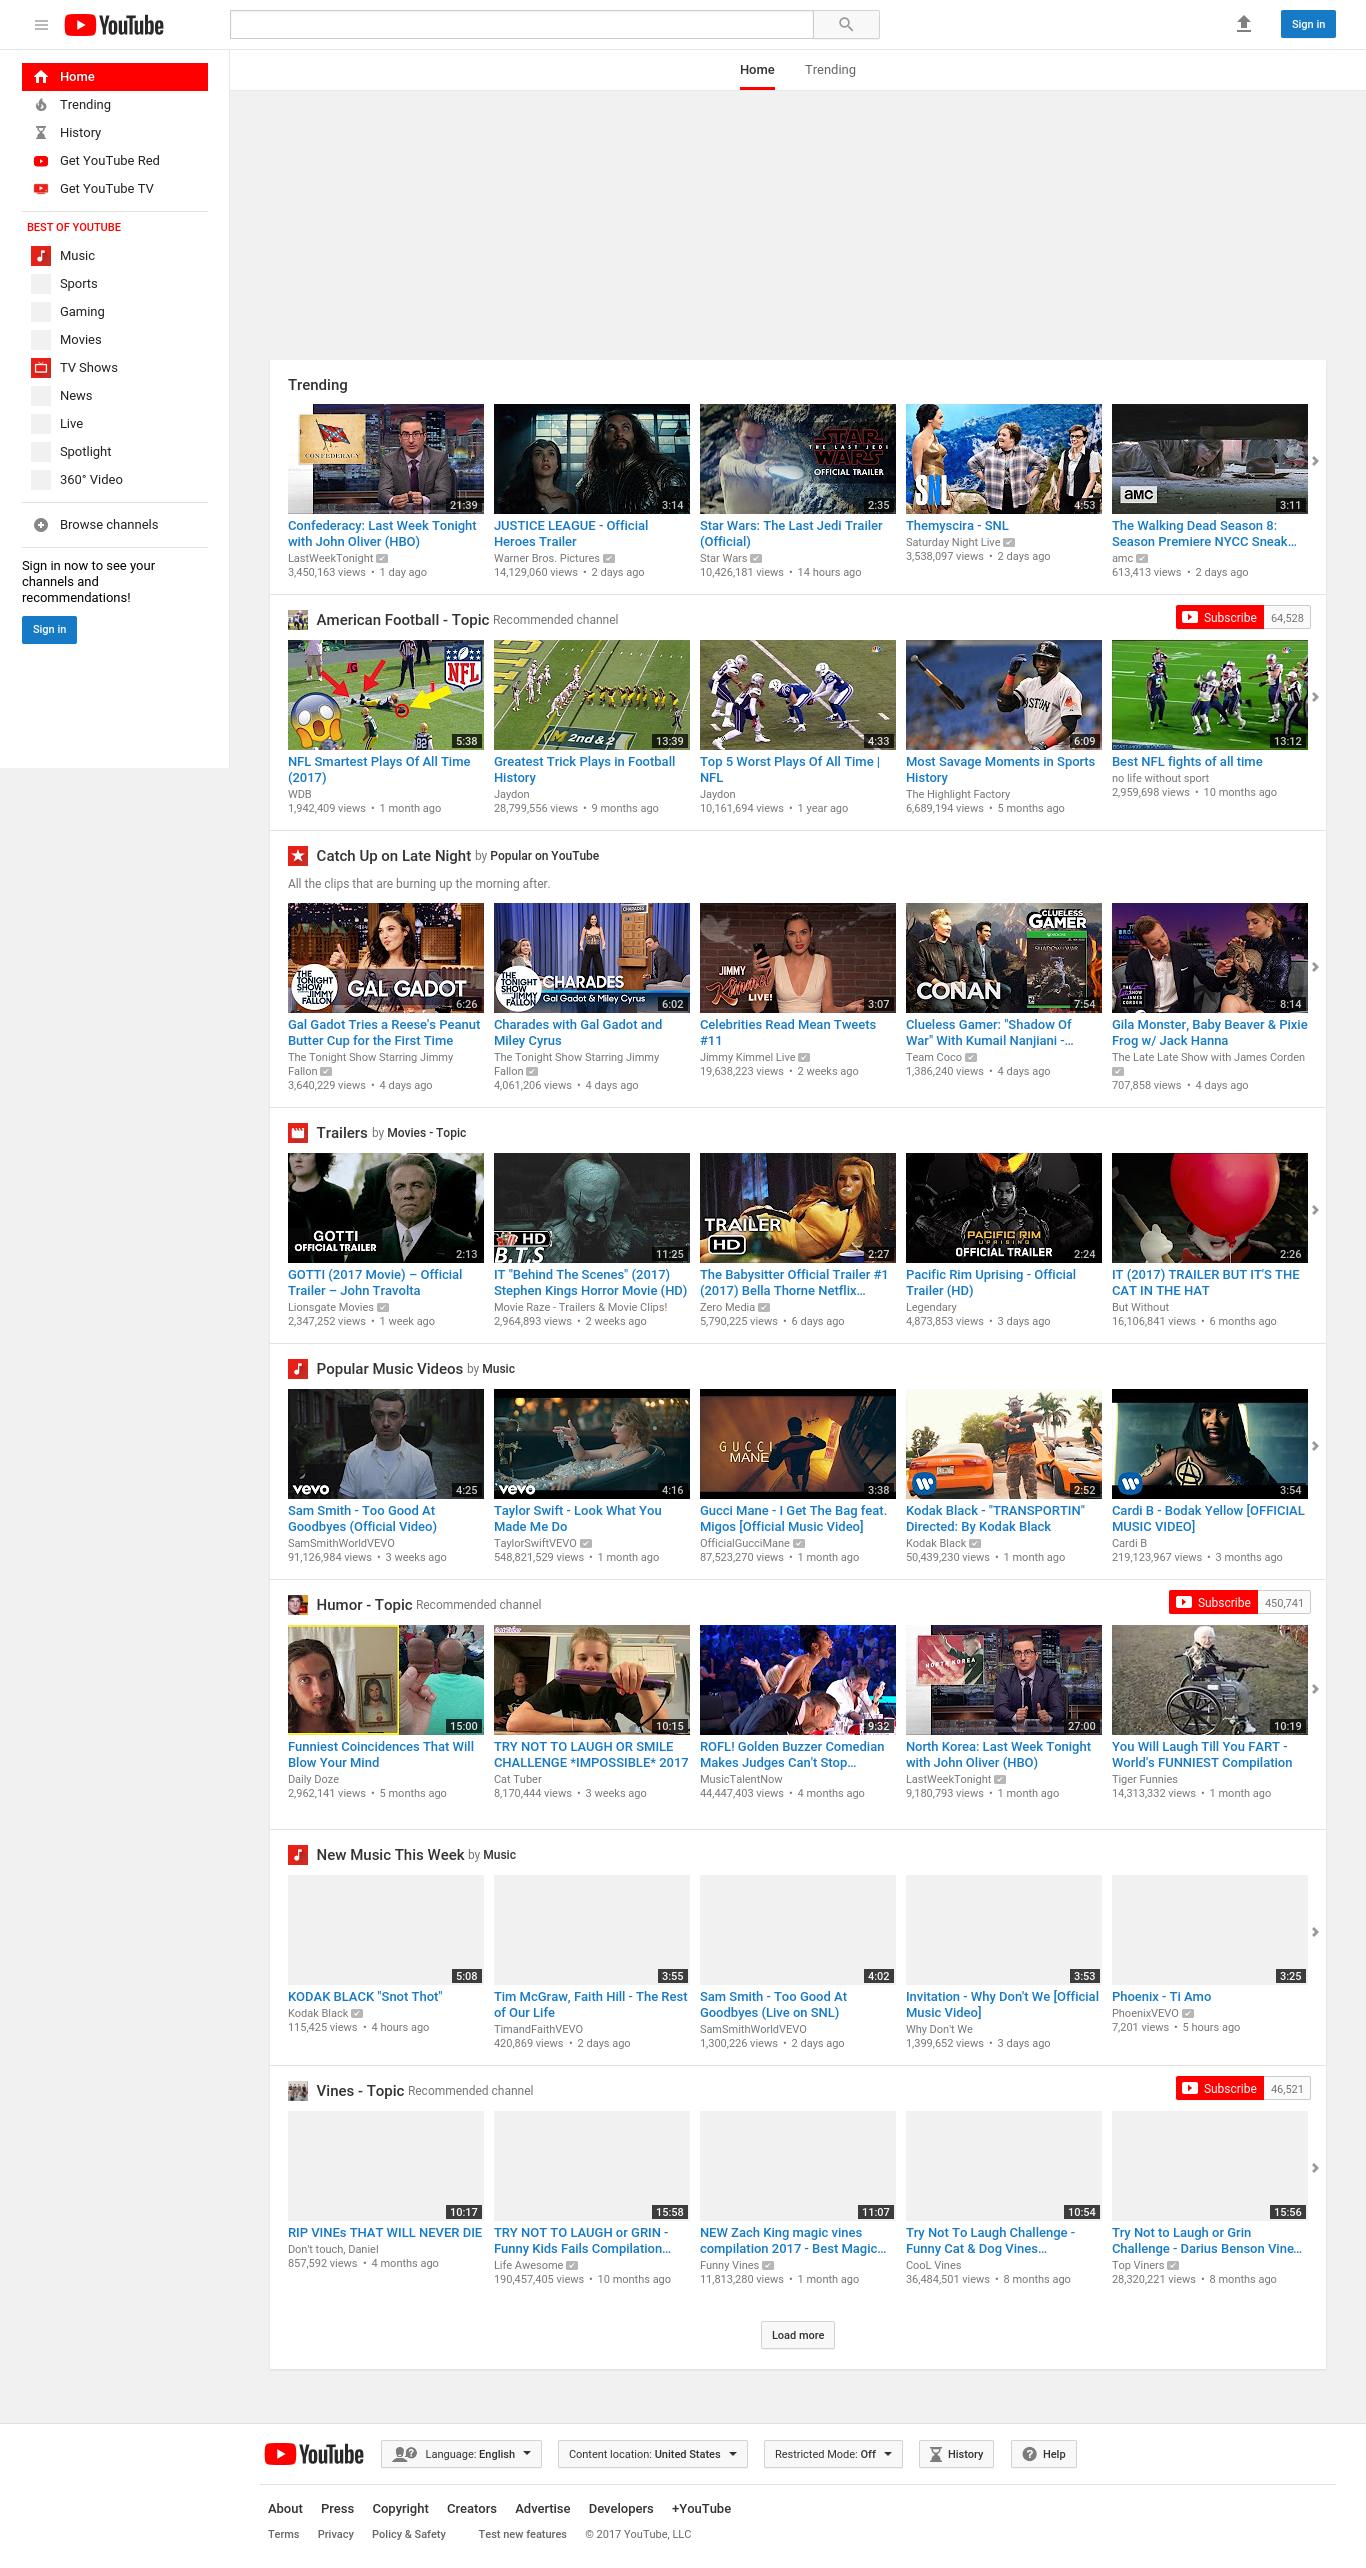 YouTube
Sign in
Home
Trending
History
Get YouTube Red
Get YouTube TV
BEST OF YOUTUBE
Music
Sports
Gaming
Movies
TV Shows
News
Live
Spotlight
360° Video
Browse channels
Sign in now to see your
channels and
recommendations!
Sign in
Home Trending
Trending
CONFEDERACY
STAR WARS
THE LAST JEDI
OFFICIAL TRAILER
SNL
amc
21:39 3:14 2:35 4:53 3:11
Confederacy: Last Week Tonight
with John Oliver (HBO)
LastWeekTonight
3,450,163 views • 1 day ago
JUSTICE LEAGUE - Official
Heroes Trailer
Warner Bros. Pictures
14,129,060 views • 2 days ago
Star Wars: The Last Jedi Trailer
(Official)
Star Wars
10,426,181 views • 14 hours ago
Themyscira - SNL
Saturday Night Live
3,538,097 views • 2 days ago
The Walking Dead Season 8:
Season Premiere NYCC Sneak...
amc
613,413 views • 2 days ago
American Football - Topic Recommended channel
Subscribe 64,528
NFL
2nd & 2
BOSTON
82
5:38 13:39 4:33 6:09 13:12
NFL Smartest Plays Of All Time
(2017)
WDB
1,942,409 views • 1 month ago
Greatest Trick Plays in Football
History
Jaydon
28,799,556 views • 9 months ago
Top 5 Worst Plays Of All Time |
NFL
Jaydon
10,161,694 views • 1 year ago
Most Savage Moments in Sports
History
The Highlight Factory
6,689,194 views • 5 months ago
Best NFL fights of all time
no life without sport
2,959,698 views • 10 months ago
Catch Up on Late Night by Popular on YouTube
All the clips that are burning up the morning after.
THE TONIGHT SHOW JIMMY FALLON
GAL GADOT
CHARADES
THE TONIGHT SHOW JIMMY FALLON
CHARADES
Gal Gadot & Miley Cyrus
JIMMY Kimmel LIVE!
CLUELESS GAMER
SHADOW OF WAR
CONAN
6:26 6:02 3:07 7:54 8:14
Gal Gadot Tries a Reese's Peanut
Butter Cup for the First Time
The Tonight Show Starring Jimmy
Fallon
3,640,229 views • 4 days ago
Charades with Gal Gadot and
Miley Cyrus
The Tonight Show Starring Jimmy
Fallon
4,061,206 views • 4 days ago
Celebrities Read Mean Tweets
#11
Jimmy Kimmel Live
19,638,223 views • 2 weeks ago
Clueless Gamer: "Shadow Of
War" With Kumail Nanjiani -...
Team Coco
1,386,240 views • 4 days ago
Gila Monster, Baby Beaver & Pixie
Frog w/ Jack Hanna
The Late Late Show with James Corden
707,858 views • 4 days ago
Trailers by Movies - Topic
GOTTI
OFFICIAL TRAILER
HD
B.T.S
TRAILER
HD
PACIFIC RIM
UPRISING
OFFICIAL TRAILER
2:13 11:25 2:27 2:24 2:26
GOTTI (2017 Movie) – Official
Trailer – John Travolta
Lionsgate Movies
2,347,252 views • 1 week ago
IT "Behind The Scenes" (2017)
Stephen Kings Horror Movie (HD)
Movie Raze - Trailers & Movie Clips!
2,964,893 views • 2 weeks ago
The Babysitter Official Trailer #1
(2017) Bella Thorne Netflix...
Zero Media
5,790,225 views • 6 days ago
Pacific Rim Uprising - Official
Trailer (HD)
Legendary
4,873,853 views • 3 days ago
IT (2017) TRAILER BUT IT'S THE
CAT IN THE HAT
But Without
16,106,841 views • 6 months ago
Popular Music Videos by Music
vevo
vevo
GUCCI
MANE
4:25 4:16 3:38 2:52 3:54
Sam Smith - Too Good At
Goodbyes (Official Video)
SamSmithWorldVEVO
91,126,984 views • 3 weeks ago
Taylor Swift - Look What You
Made Me Do
TaylorSwiftVEVO
548,821,529 views • 1 month ago
Gucci Mane - I Get The Bag feat.
Migos [Official Music Video]
OfficialGucciMane
87,523,270 views • 1 month ago
Kodak Black - "TRANSPORTIN"
Directed: By Kodak Black
Kodak Black
50,439,230 views • 1 month ago
Cardi B - Bodak Yellow [OFFICIAL
MUSIC VIDEO]
Cardi B
219,123,967 views • 3 months ago
Humor - Topic Recommended channel
Subscribe 450,741
NORTH KOREA
15:00 10:15 9:32 27:00 10:19
Funniest Coincidences That Will
Blow Your Mind
Daily Doze
2,962,141 views • 5 months ago
TRY NOT TO LAUGH OR SMILE
CHALLENGE *IMPOSSIBLE* 2017
Cat Tuber
8,170,444 views • 3 weeks ago
ROFL! Golden Buzzer Comedian
Makes Judges Can't Stop...
MusicTalentNow
44,447,403 views • 4 months ago
North Korea: Last Week Tonight
with John Oliver (HBO)
LastWeekTonight
9,180,793 views • 1 month ago
You Will Laugh Till You FART -
World's FUNNIEST Compilation
Tiger Funnies
14,313,332 views • 1 month ago
New Music This Week by Music
5:08 3:55 4:02 3:53 3:25
KODAK BLACK "Snot Thot"
Kodak Black
115,425 views • 4 hours ago
Tim McGraw, Faith Hill - The Rest
of Our Life
TimandFaithVEVO
420,869 views • 2 days ago
Sam Smith - Too Good At
Goodbyes (Live on SNL)
SamSmithWorldVEVO
1,300,226 views • 2 days ago
Invitation - Why Don't We [Official
Music Video]
Why Don't We
1,399,652 views • 3 days ago
Phoenix - Ti Amo
PhoenixVEVO
7,201 views • 5 hours ago
Vines - Topic Recommended channel
Subscribe 46,521
10:17 15:58 11:07 10:54 15:56
RIP VINEs THAT WILL NEVER DIE
Don't touch, Daniel
857,592 views • 4 months ago
TRY NOT TO LAUGH or GRIN -
Funny Kids Fails Compilation...
Life Awesome
190,457,405 views • 10 months ago
NEW Zach King magic vines
compilation 2017 - Best Magic...
Funny Vines
11,813,280 views • 1 month ago
Try Not To Laugh Challenge -
Funny Cat & Dog Vines...
CooL Vines
36,484,501 views • 8 months ago
Try Not to Laugh or Grin
Challenge - Darius Benson Vine...
Top Viners
28,320,221 views • 8 months ago
Load more
YouTube
Language: English
Content location: United States
Restricted Mode: Off
History
Help
About Press Copyright Creators Advertise Developers +YouTube
Terms Privacy Policy & Safety Test new features © 2017 YouTube, LLC